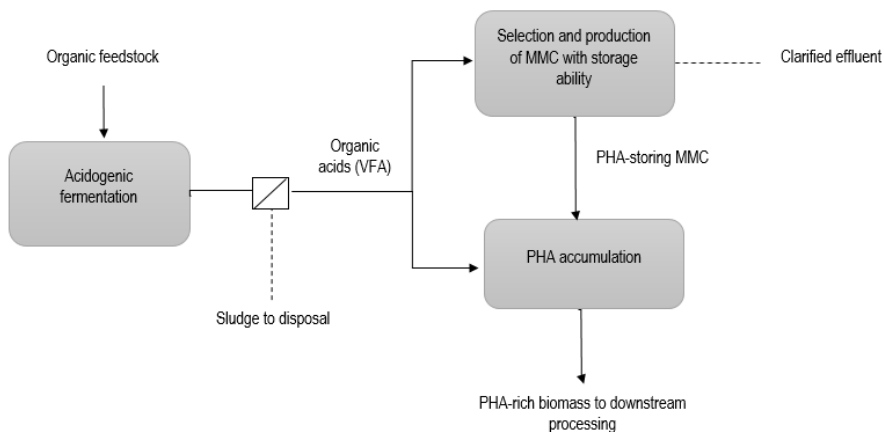 Organic feedstock
Acidogenic
fermentation
Organic
acids (VFA)
Sludge to disposal
Selection and production
of MMC with storage
ability
Clarified effluent
PHA-storing MMC
PHA accumulation
PHA-rich biomass to downstream
processing